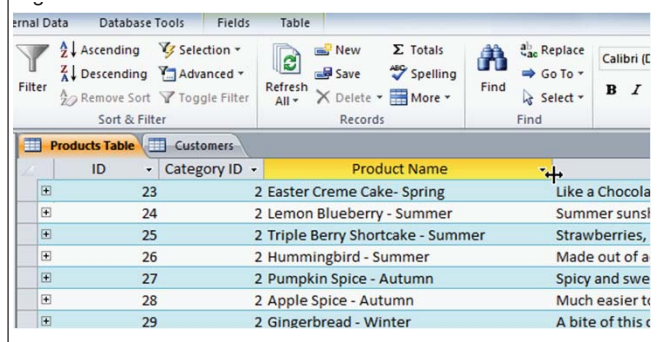 ernal Data Database Tools Fields Table
Filter
Ascending
Descending
Remove Sort
Selection
Advanced
Toggle Filter
Sort & Filter
Refresh All
New
Save
Delete
Σ Totals
Spelling
More
Records
Find
Replace
Go To
Select
Find
Calibri (D
B I
Products Table Customers
ID Category ID Product Name
23 2 Easter Creme Cake- Spring Like a Chocola
24 2 Lemon Blueberry - Summer Summer sunsh
25 2 Triple Berry Shortcake - Summer Strawberries,
26 2 Hummingbird - Summer Made out of a
27 2 Pumpkin Spice - Autumn Spicy and swe
28 2 Apple Spice - Autumn Much easier to
29 2 Gingerbread - Winter A bite of this c